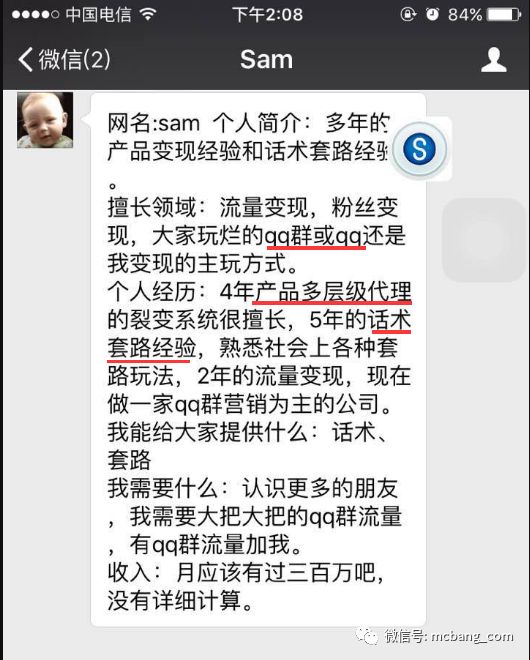 中国电信 下午2:08 84%
微信(2) Sam
网名:sam 个人简介：多年的
产品变现经验和话术套路经验
。
S
擅长领域：流量变现，粉丝变
现，大家玩烂的qq群或qq还是
我变现的主玩方式。
个人经历：4年产品多层级代理
的裂变系统很擅长，5年的话术
套路经验，熟悉社会上各种套
路玩法，2年的流量变现，现在
做一家qq群营销为主的公司。
我能给大家提供什么：话术、
套路
我需要什么：认识更多的朋友
，我需要大把大把的qq群流量
，有qq群流量加我。
收入：月应该有过三百万吧，
没有详细计算。
微信号: mcbang_com